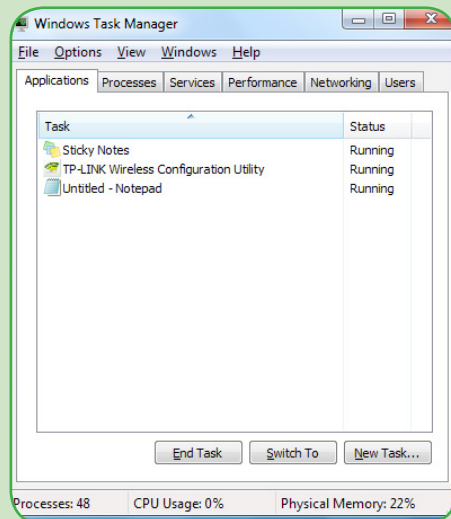 Windows Task Manager
File Options View Windows Help
Applications Processes Services Performance Networking Users
Task Status
Sticky Notes Running
TP-LINK Wireless Configuration Utility Running
Untitled - Notepad Running
End Task Switch To New Task...
Processes: 48 CPU Usage: 0% Physical Memory: 22%